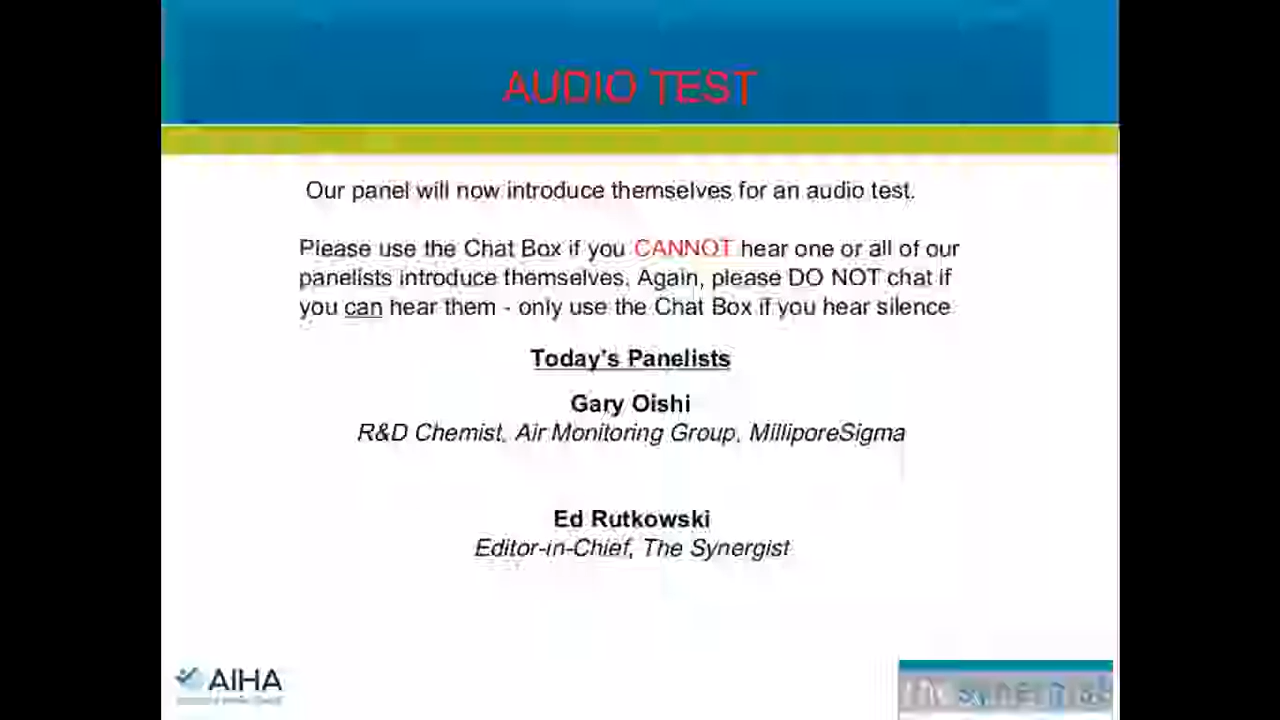 AUDIO TEST
Our panel will now introduce themselves for an audio test.
Please use the Chat Box if you CANNOT hear one or all of our
panelists introduce themselves. Again, please DO NOT chat if
you can hear them - only use the Chat Box if you hear silence
Today's Panelists
Gary Oishi
R&D Chemist, Air Monitoring Group, MilliporeSigma
Ed Rutkowski
Editor-in-Chief, The Synergist
AIHA